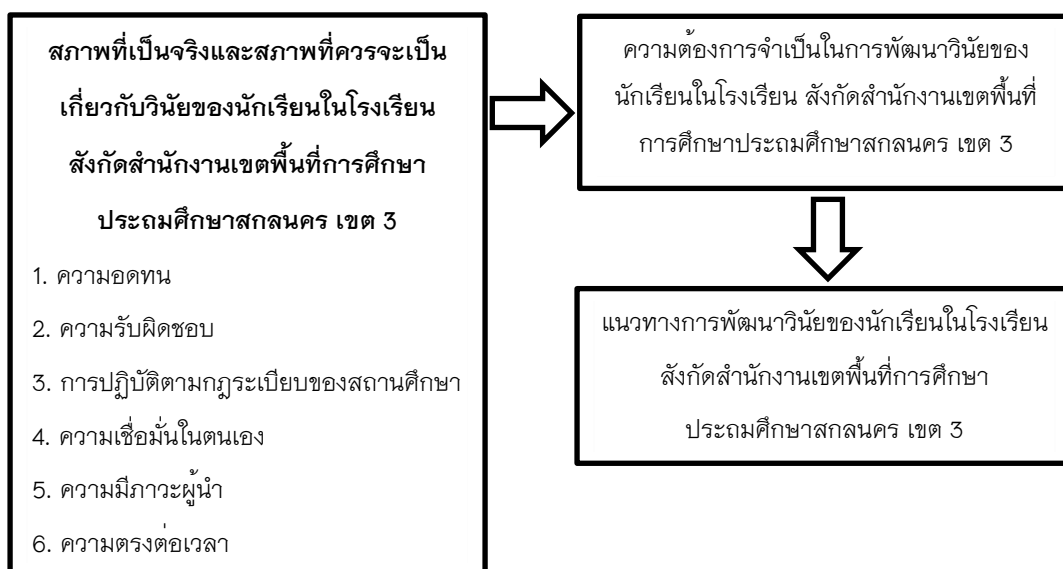 สภาพที่เป็นจริงและสภาพที่ควรจะเป็น
เกี่ยวกับวินัยของนักเรียนในโรงเรียน
สังกัดสำนักงานเขตพื้นที่การศึกษา
ประถมศึกษาสกลนคร เขต 3
1. ความอดทน
2. ความรับผิดชอบ
3. การปฏิบัติตามกฎระเบียบของสถานศึกษา
4. ความเชื่อมั่นในตนเอง
5. ความมีภาวะผู้นำ
6. ความตรงต่อเวลา
ความต้องการจำเป็นในการพัฒนาวินัยของ
นักเรียนในโรงเรียน สังกัดสำนักงานเขตพื้นที่
การศึกษาประถมศึกษาสกลนคร เขต 3
แนวทางการพัฒนาวินัยของนักเรียนในโรงเรียน
สังกัดสำนักงานเขตพื้นที่การศึกษา
ประถมศึกษาสกลนคร เขต 3